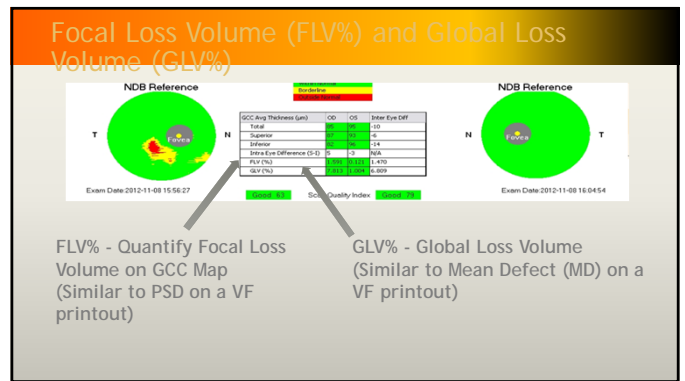 Focal Loss Volume (FLV%) and Global Loss
Volume (GLV%)
NDB Reference
Borderline
Outside Normal
NDB Reference
GCC Avg Thickness (µm) OD OS Inter Eye Diff
Total 85 95 -10
Superior 87 93 -6
Inferior 82 96 -14
Intra Eye Difference (S-I) 5 -3 N/A
FLV (%) 1.591 0.121 1.470
GLV (%) 7.813 1.004 6.809
T
Fovea
N
N
Fovea
T
Exam Date:2012-11-08 15:56:27
Good 63 Scan Quality Index Good 79
Exam Date:2012-11-08 16:04:54
FLV% - Quantify Focal Loss
Volume on GCC Map
(Similar to PSD on a VF
printout)
GLV% - Global Loss Volume
(Similar to Mean Defect (MD) on a
VF printout)